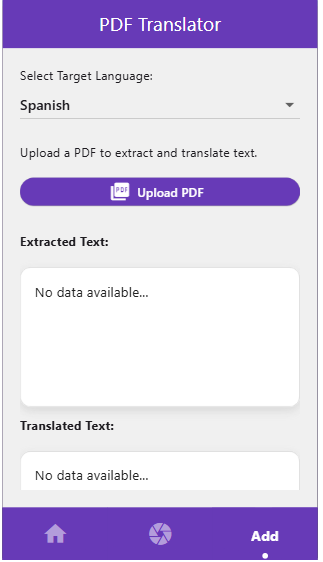 PDF Translator
Select Target Language:
Spanish
Upload a PDF to extract and translate text.
PDF Upload PDF
Extracted Text:
No data available...
Translated Text:
No data available...
Add